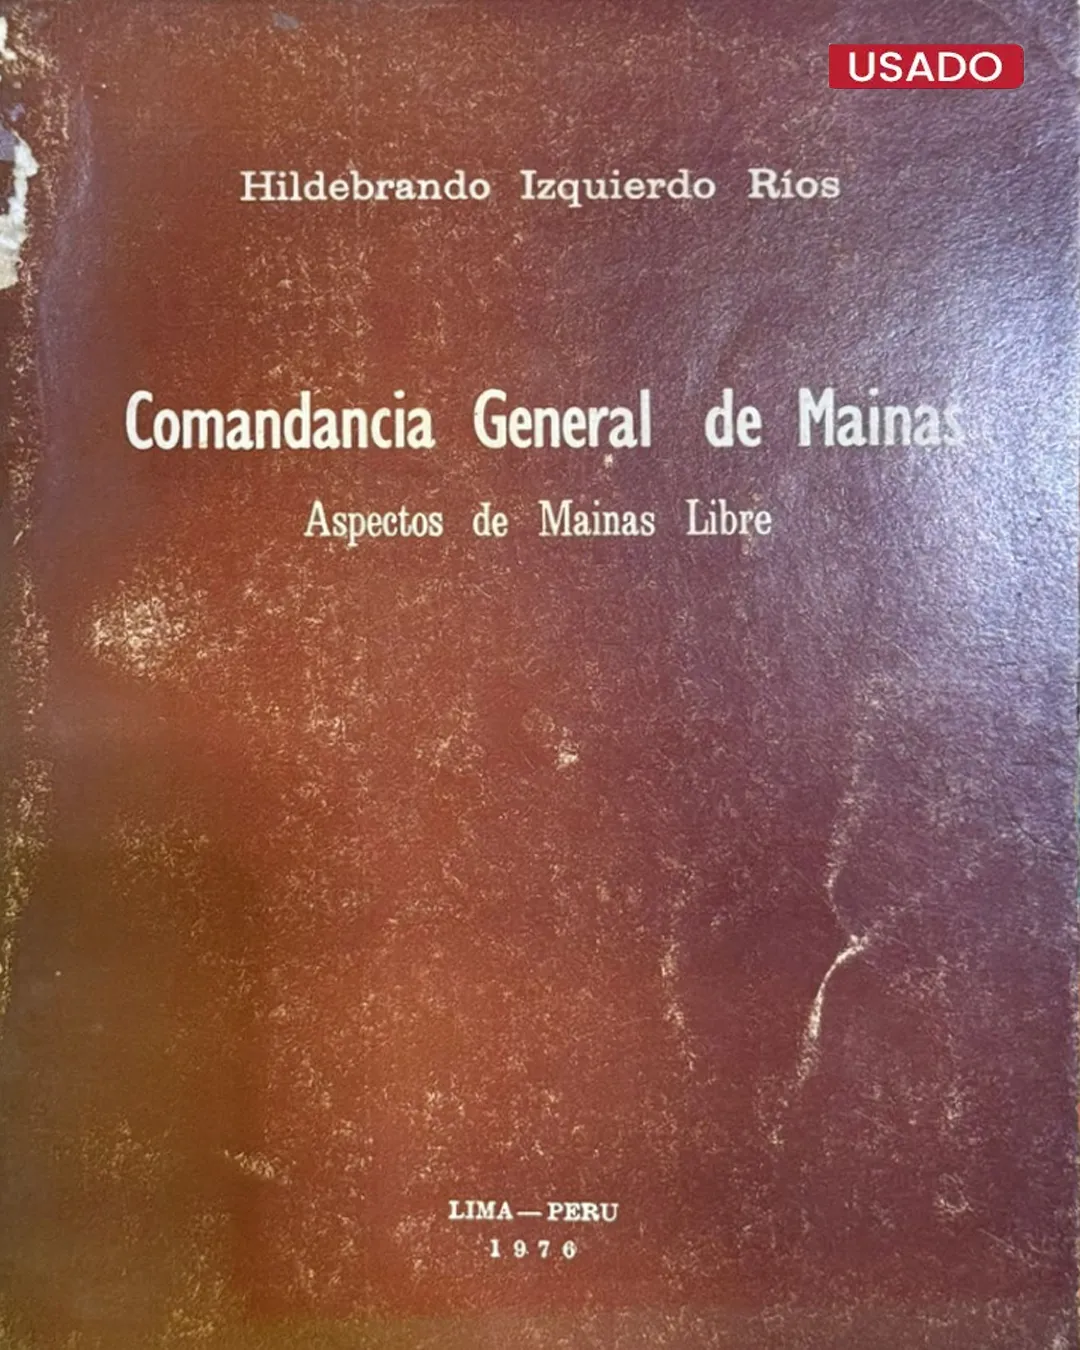 USADO
Hildebrando Izquierdo Ríos
Comandancia General de Mainas
Aspectos de Mainas Libre
LIMA — PERU
1976